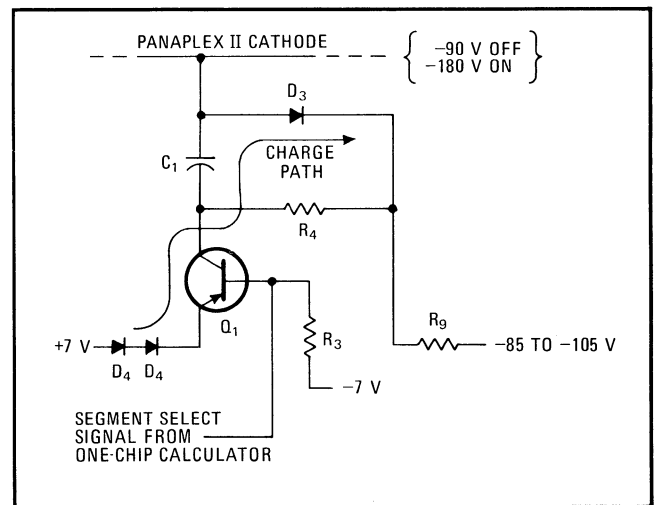 PANAPLEX II CATHODE
−90 V OFF
−180 V ON
D3
CHARGE
PATH
C1
R4
Q1
R3
R9
+7 V
D4 D4
−85 TO −105 V
−7 V
SEGMENT SELECT
SIGNAL FROM
ONE-CHIP CALCULATOR